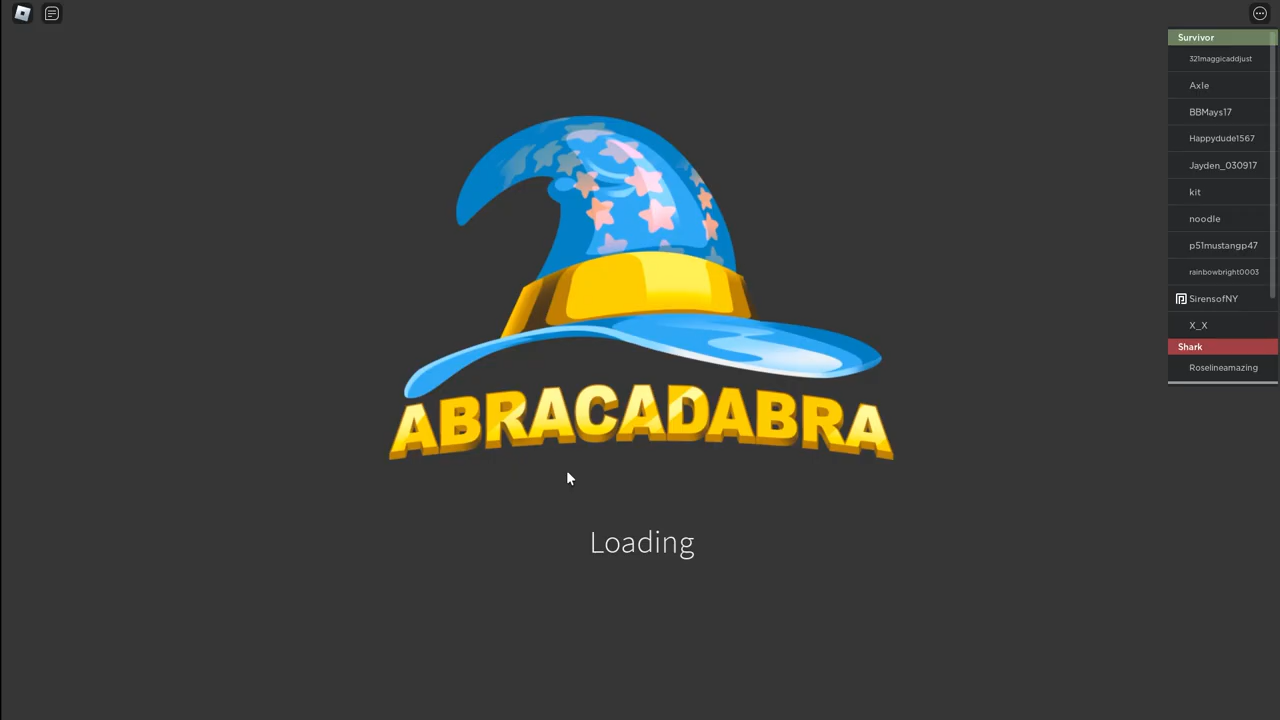 Survivor
321maggicaddjust
Axle
BBMays17
Happydude1567
Jayden_030917
kit
noodle
p51mustangp47
rainbowbright0003
SirensofNY
X_X
Shark
Roselineamazing
ABRACADABRA
Loading